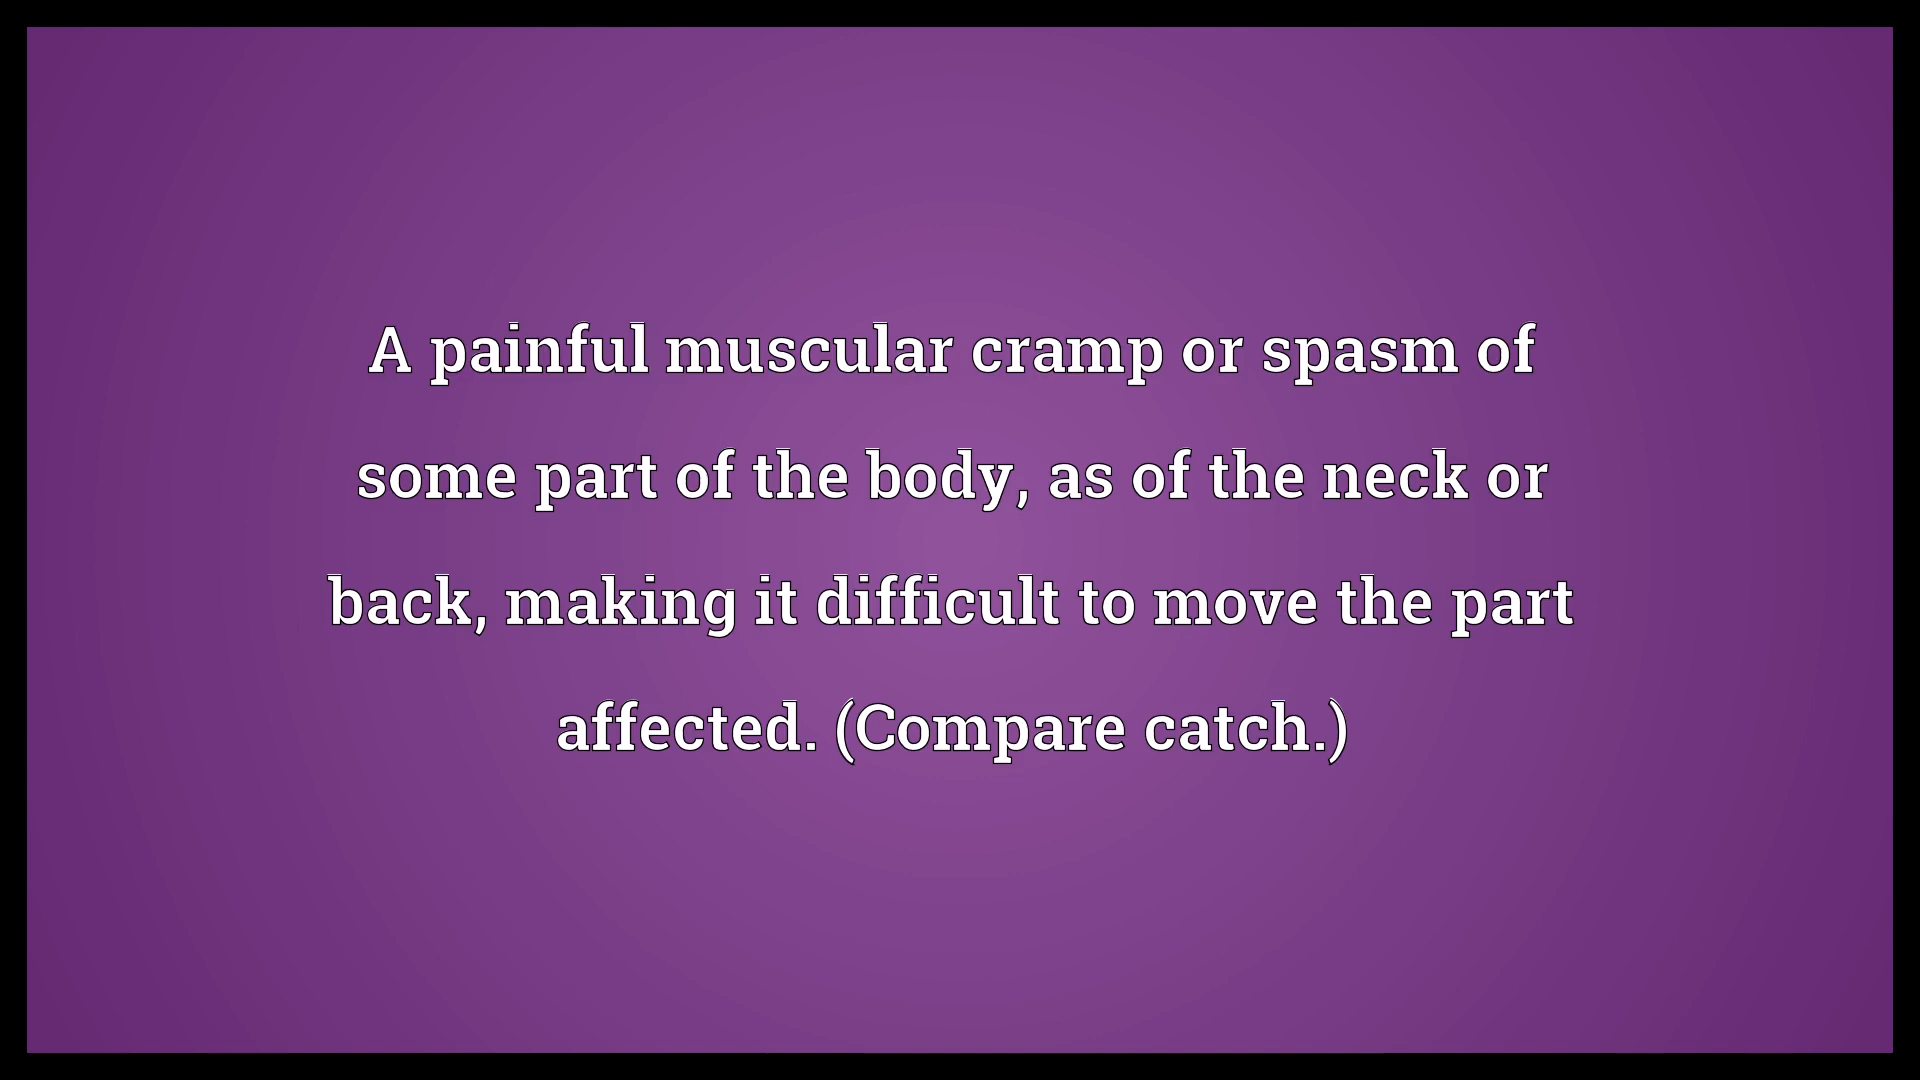 A painful muscular cramp or spasm of
some part of the body, as of the neck or
back, making it difficult to move the part
affected. (Compare catch.)